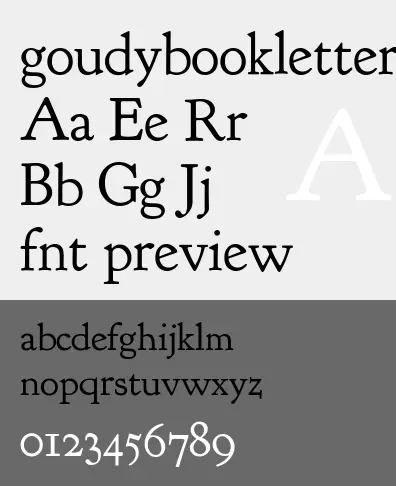 goudybookletter
Aa Ee Rr
A
Bb Gg Jj
fnt preview
abcdefghijklm
nopqrstuvwxyz
0123456789